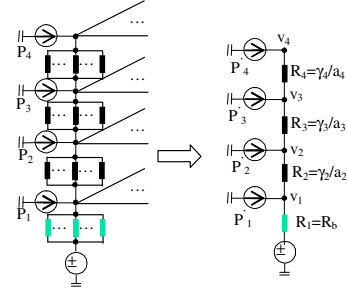 ...
P4
... ...
...
P3
... ...
...
P2
... ...
...
P1
... ...
±
v4
P'4
R4=γ4/a4
v3
P'3
R3=γ3/a3
v2
P'2
R2=γ2/a2
v1
P'1
R1=Rb
±